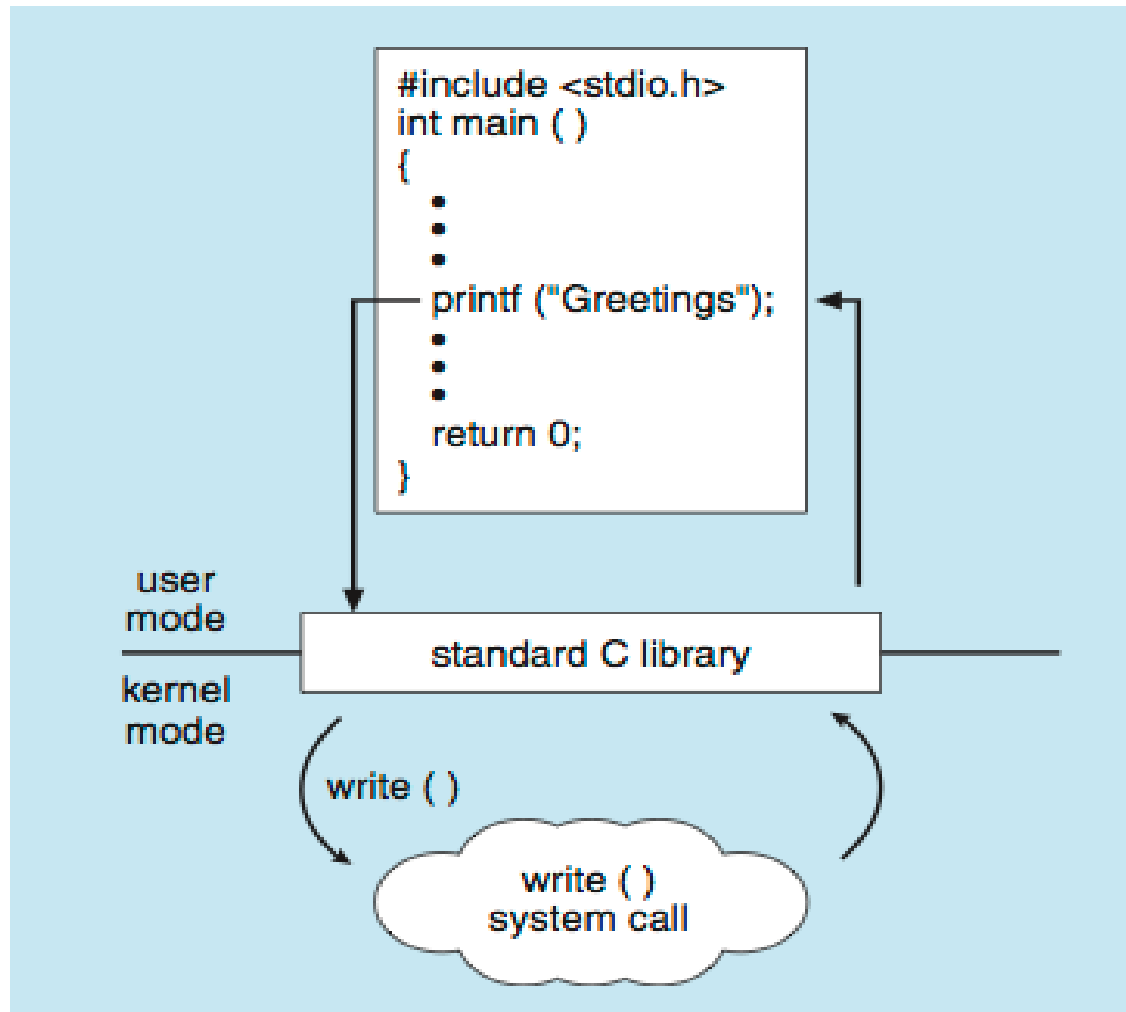 #include <stdio.h>
int main ( )
{
•
•
•
printf ("Greetings");
•
•
•
return 0;
}
user
mode
standard C library
kernel
mode
write ( )
write ( )
system call